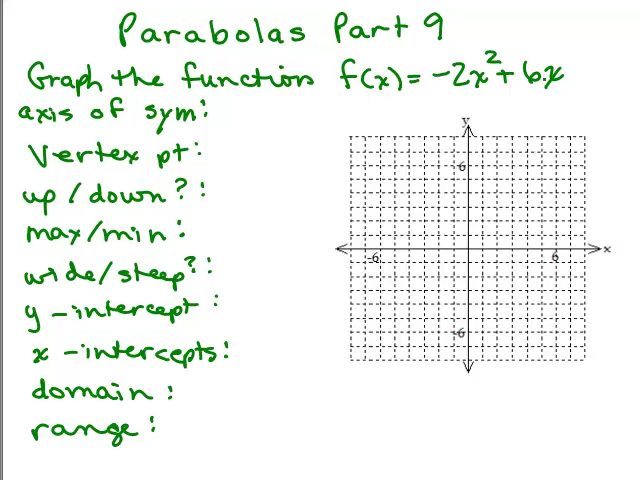 Parabolas Part 9
Graph the function f(x) = -2x² + 6x
axis of sym:
Vertex pt:
up/down?:
max/min:
wide/steep?:
y-intercept:
x-intercepts:
domain:
range:
y
6
-6
6
x
-6